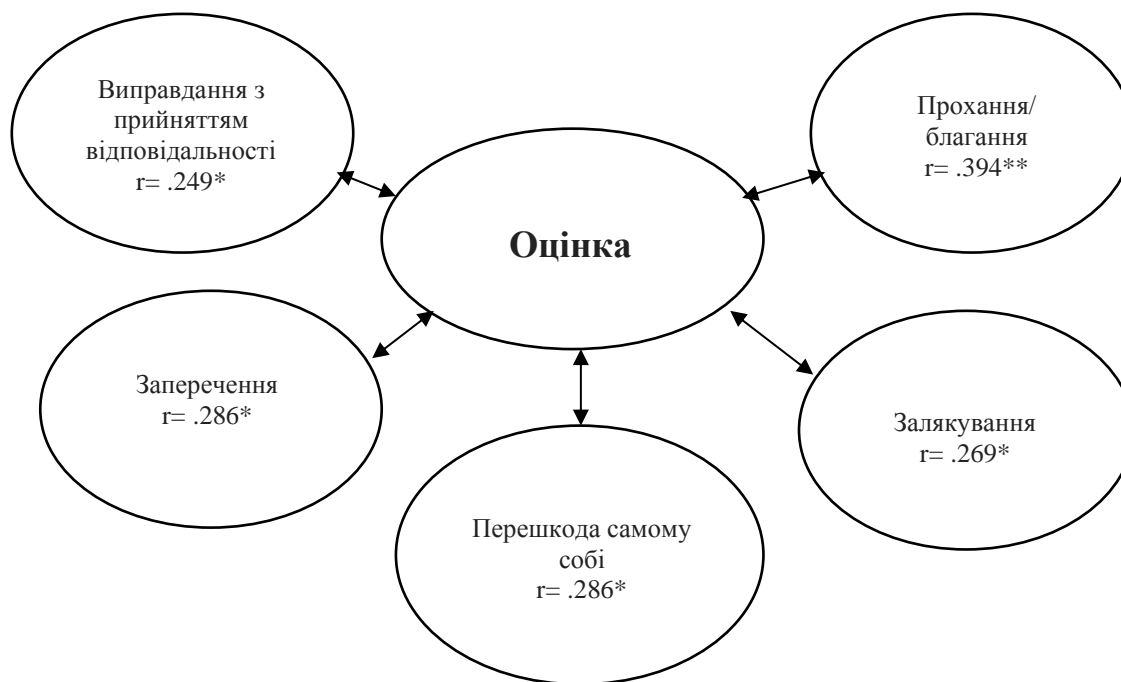 Виправдання з
прийняттям
відповідальності
r= .249*
Прохання/
благання
r= .394**
Оцінка
Заперечення
r= .286*
Залякування
r= .269*
Перешкода самому
собі
r= .286*